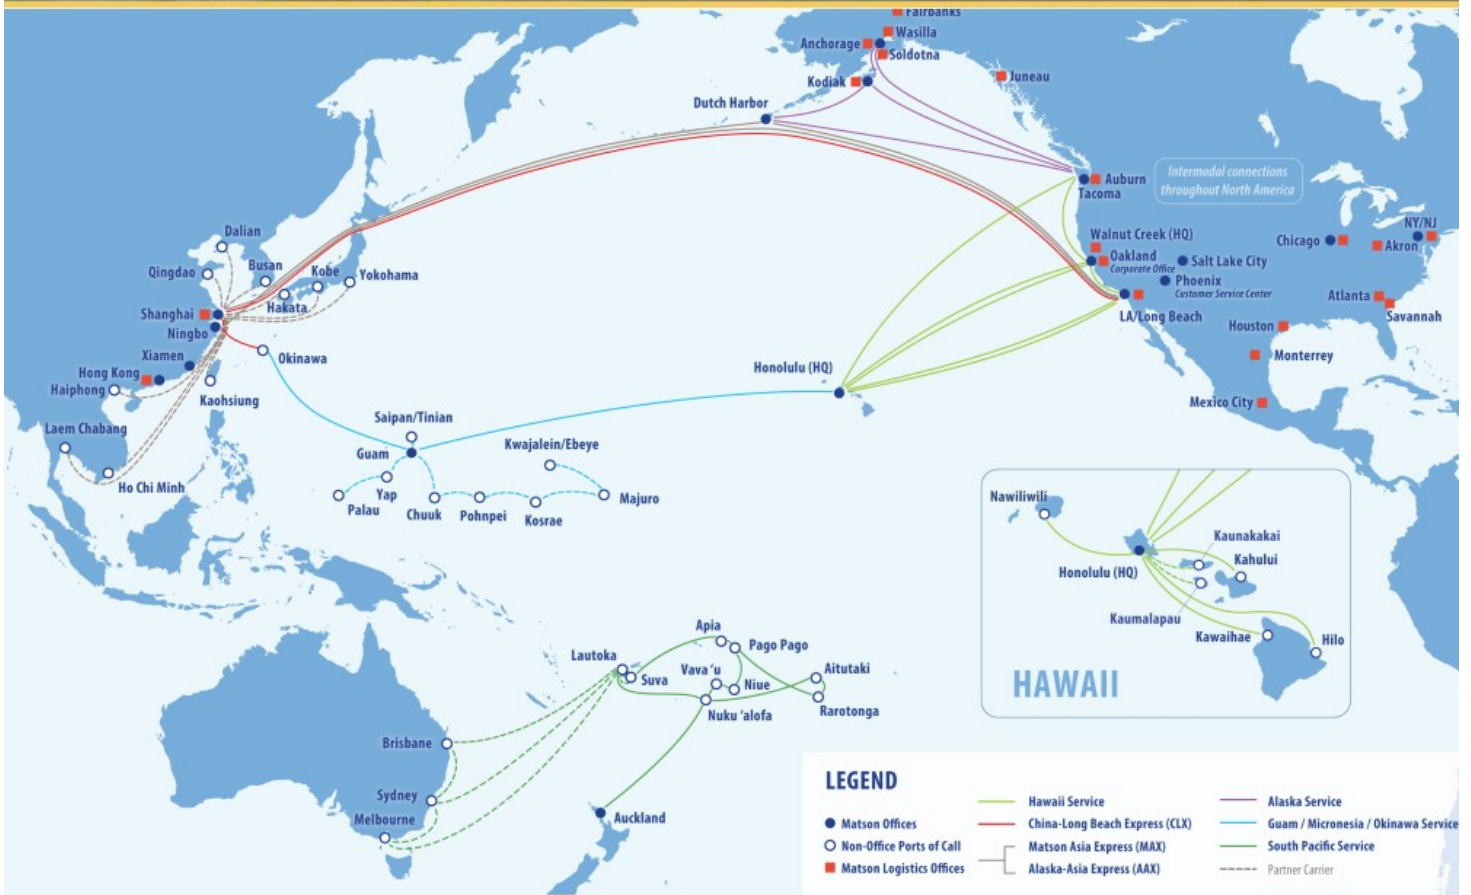 Fairbanks
Wasilla
Anchorage
Soldotna
Kodiak
Juneau
Dutch Harbor
Auburn
Tacoma
Intermodal connections
throughout North America
Walnut Creek (HQ)
Oakland
Corporate Office
Salt Lake City
Phoenix
Customer Service Center
LA/Long Beach
Chicago
NY/NJ
Akron
Atlanta
Savannah
Houston
Monterrey
Mexico City
Dalian
Qingdao
Busan
Kobe
Yokohama
Hakata
Shanghai
Ningbo
Xiamen
Okinawa
Hong Kong
Haiphong
Kaohsiung
Laem Chabang
Ho Chi Minh
Honolulu (HQ)
Saipan/Tinian
Guam
Kwajalein/Ebeye
Yap
Palau
Chuuk
Pohnpei
Kosrae
Majuro
Nawiliwili
Kaunakakai
Kahului
Honolulu (HQ)
Kaumalapau
Kawaihae
Hilo
HAWAII
Apia
Pago Pago
Lautoka
Suva
Vava ‘u
Niue
Aitutaki
Nuku ‘alofa
Rarotonga
Brisbane
Sydney
Melbourne
Auckland
LEGEND
Matson Offices
Non-Office Ports of Call
Matson Logistics Offices
Hawaii Service
China-Long Beach Express (CLX)
Matson Asia Express (MAX)
Alaska-Asia Express (AAX)
Alaska Service
Guam / Micronesia / Okinawa Service
South Pacific Service
Partner Carrier